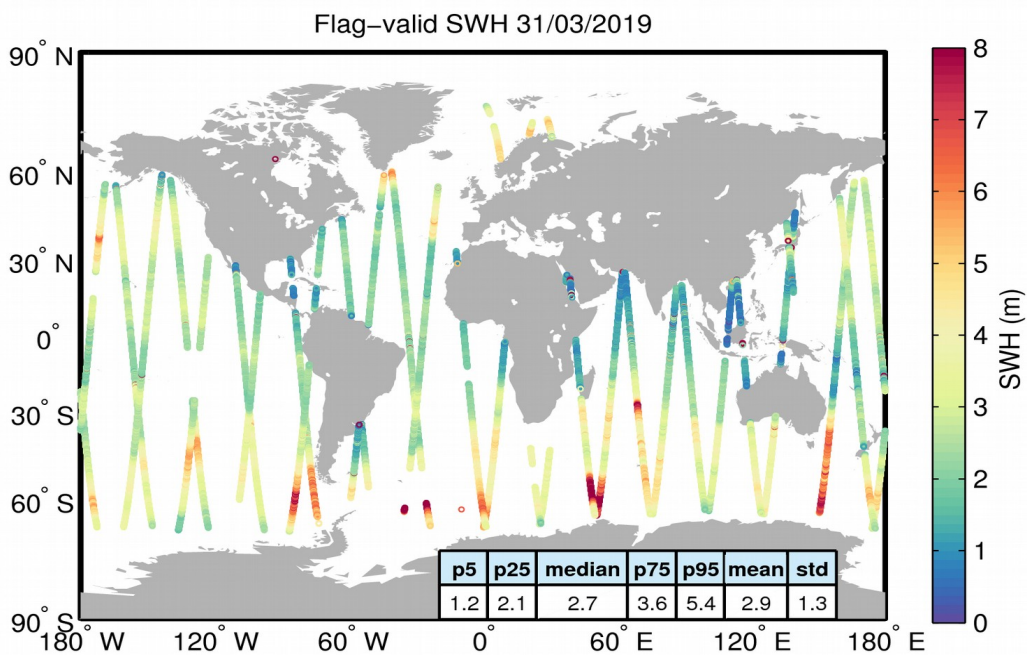 Flag−valid SWH 31/03/2019
90° N
60° N
30° N
0°
30° S
60° S
90° S
180° W
120° W
60° W
0°
60° E
120° E
180° E
p5 p25 median p75 p95 mean std
1.2 2.1 2.7 3.6 5.4 2.9 1.3
8
7
6
5
4
3
2
1
0
SWH (m)